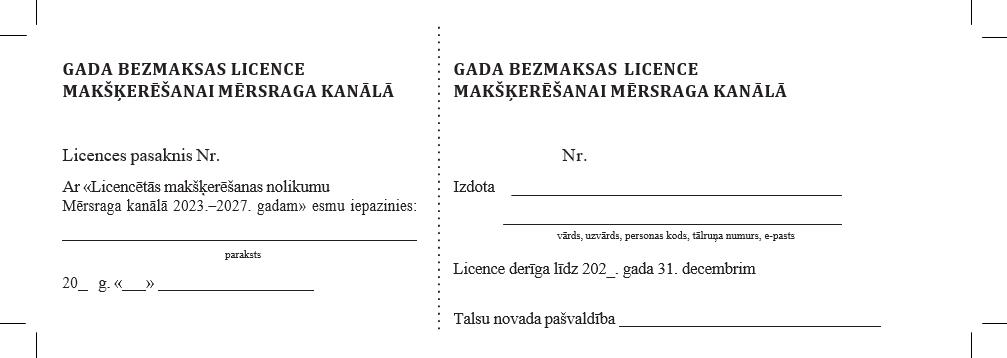 GADA BEZMAKSAS LICENCE
MAKŠĶERĒŠANAI MĒRSRAGA KANĀLĀ
Licences pasaknis Nr.
Ar «Licencētās makšķerēšanas nolikumu
Mērsraga kanālā 2023.–2027. gadam» esmu iepazinies:
paraksts
20_ g. «___» ____________________
GADA BEZMAKSAS LICENCE
MAKŠĶERĒŠANAI MĒRSRAGA KANĀLĀ
Nr.
Izdota
vārds, uzvārds, personas kods, tālruņa numurs, e-pasts
Licence derīga līdz 202_. gada 31. decembrim
Talsu novada pašvaldība